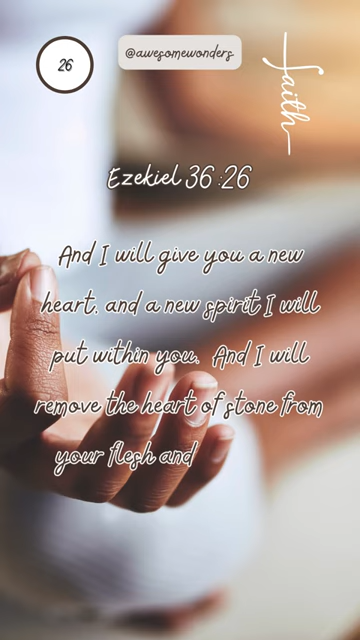 26
@awesomewonders
faith
Ezekiel 36:26
And I will give you a new
heart, and a new spirit I will
put within you. And I will
remove the heart of stone from
your flesh and